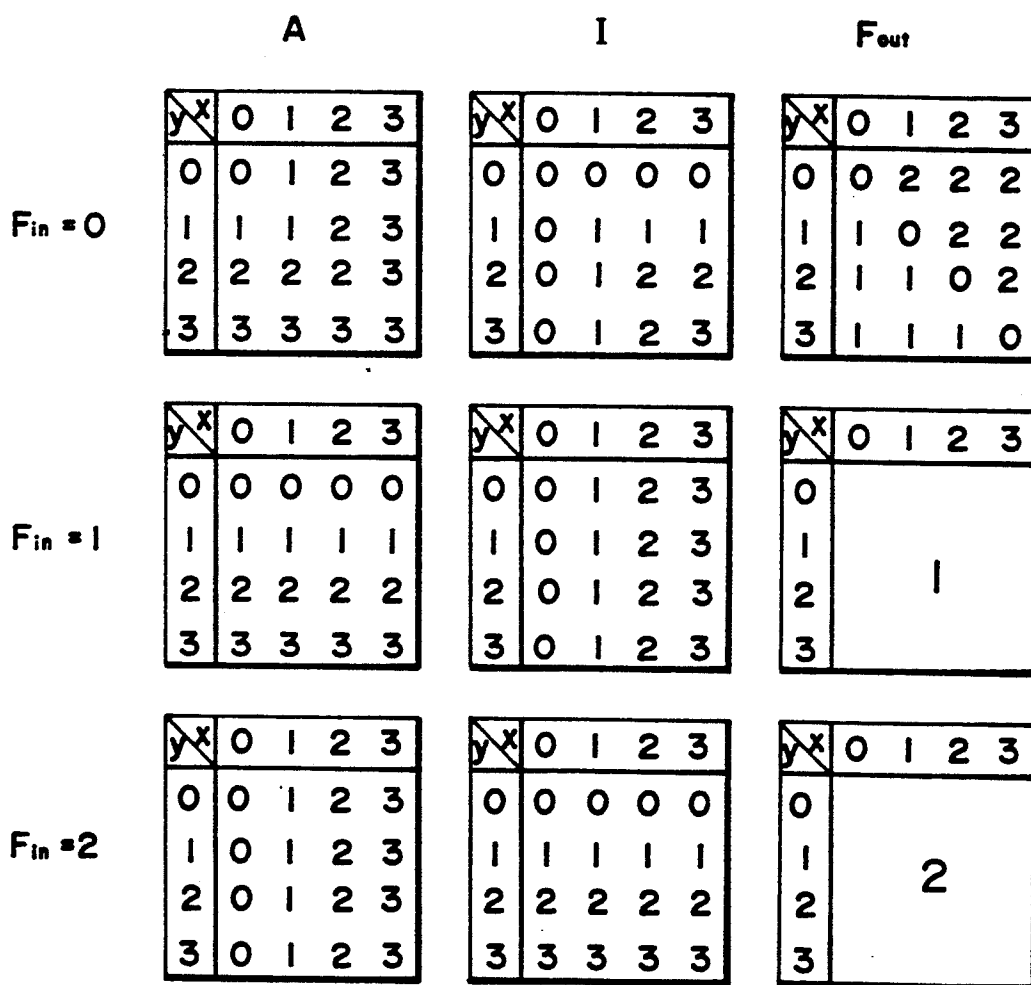 A I Fout
y x 0 1 2 3 y x 0 1 2 3 y x 0 1 2 3
0 0 1 2 3 0 0 0 0 0 0 0 2 2 2
Fin = 0 1 1 1 2 3 1 0 1 1 1 1 1 0 2 2
2 2 2 2 3 2 0 1 2 2 2 1 1 0 2
3 3 3 3 3 3 0 1 2 3 3 1 1 1 0
y x 0 1 2 3 y x 0 1 2 3 y x 0 1 2 3
0 0 0 0 0 0 0 1 2 3 0
Fin = 1 1 1 1 1 1 1 0 1 2 3 1
1
2 2 2 2 2 2 0 1 2 3 2
3 3 3 3 3 3 0 1 2 3 3
y x 0 1 2 3 y x 0 1 2 3 y x 0 1 2 3
0 0 1 2 3 0 0 0 0 0 0
Fin = 2 1 0 1 2 3 1 1 1 1 1 1
2
2 0 1 2 3 2 2 2 2 2 2
3 0 1 2 3 3 3 3 3 3 3